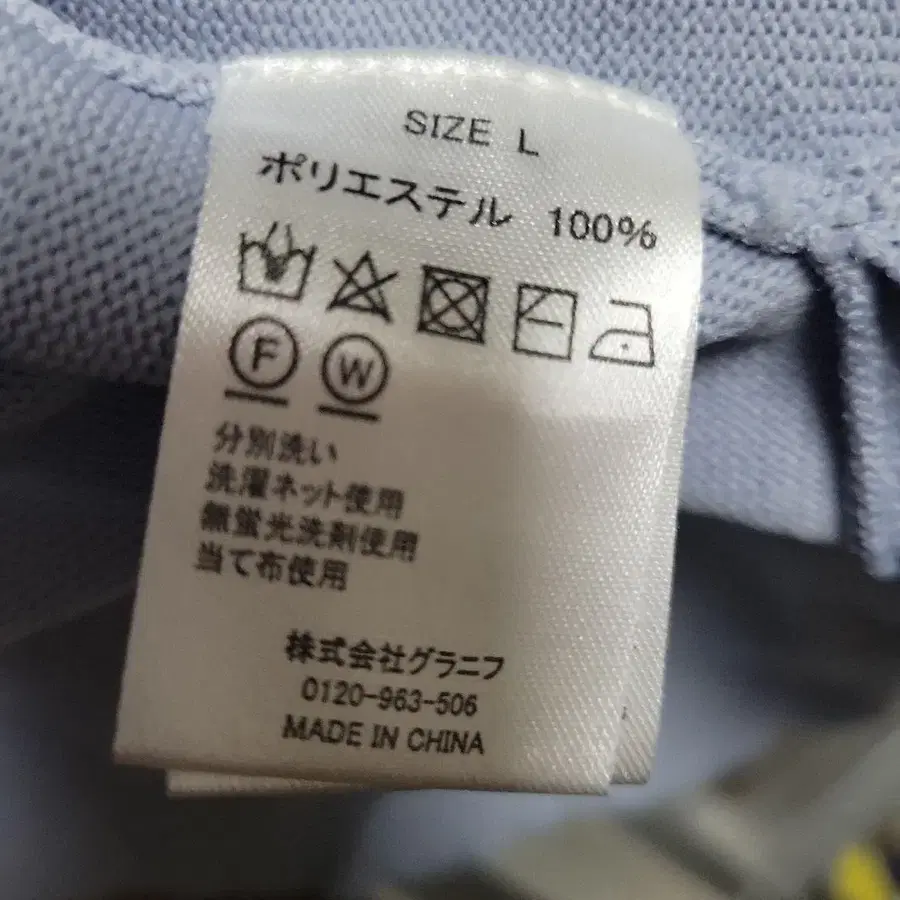 SIZE L
ポリエステル 100%
F W
分別洗い
洗濯ネット使用
無蛍光洗剤使用
当て布使用
株式会社グラニフ
0120-963-506
MADE IN CHINA